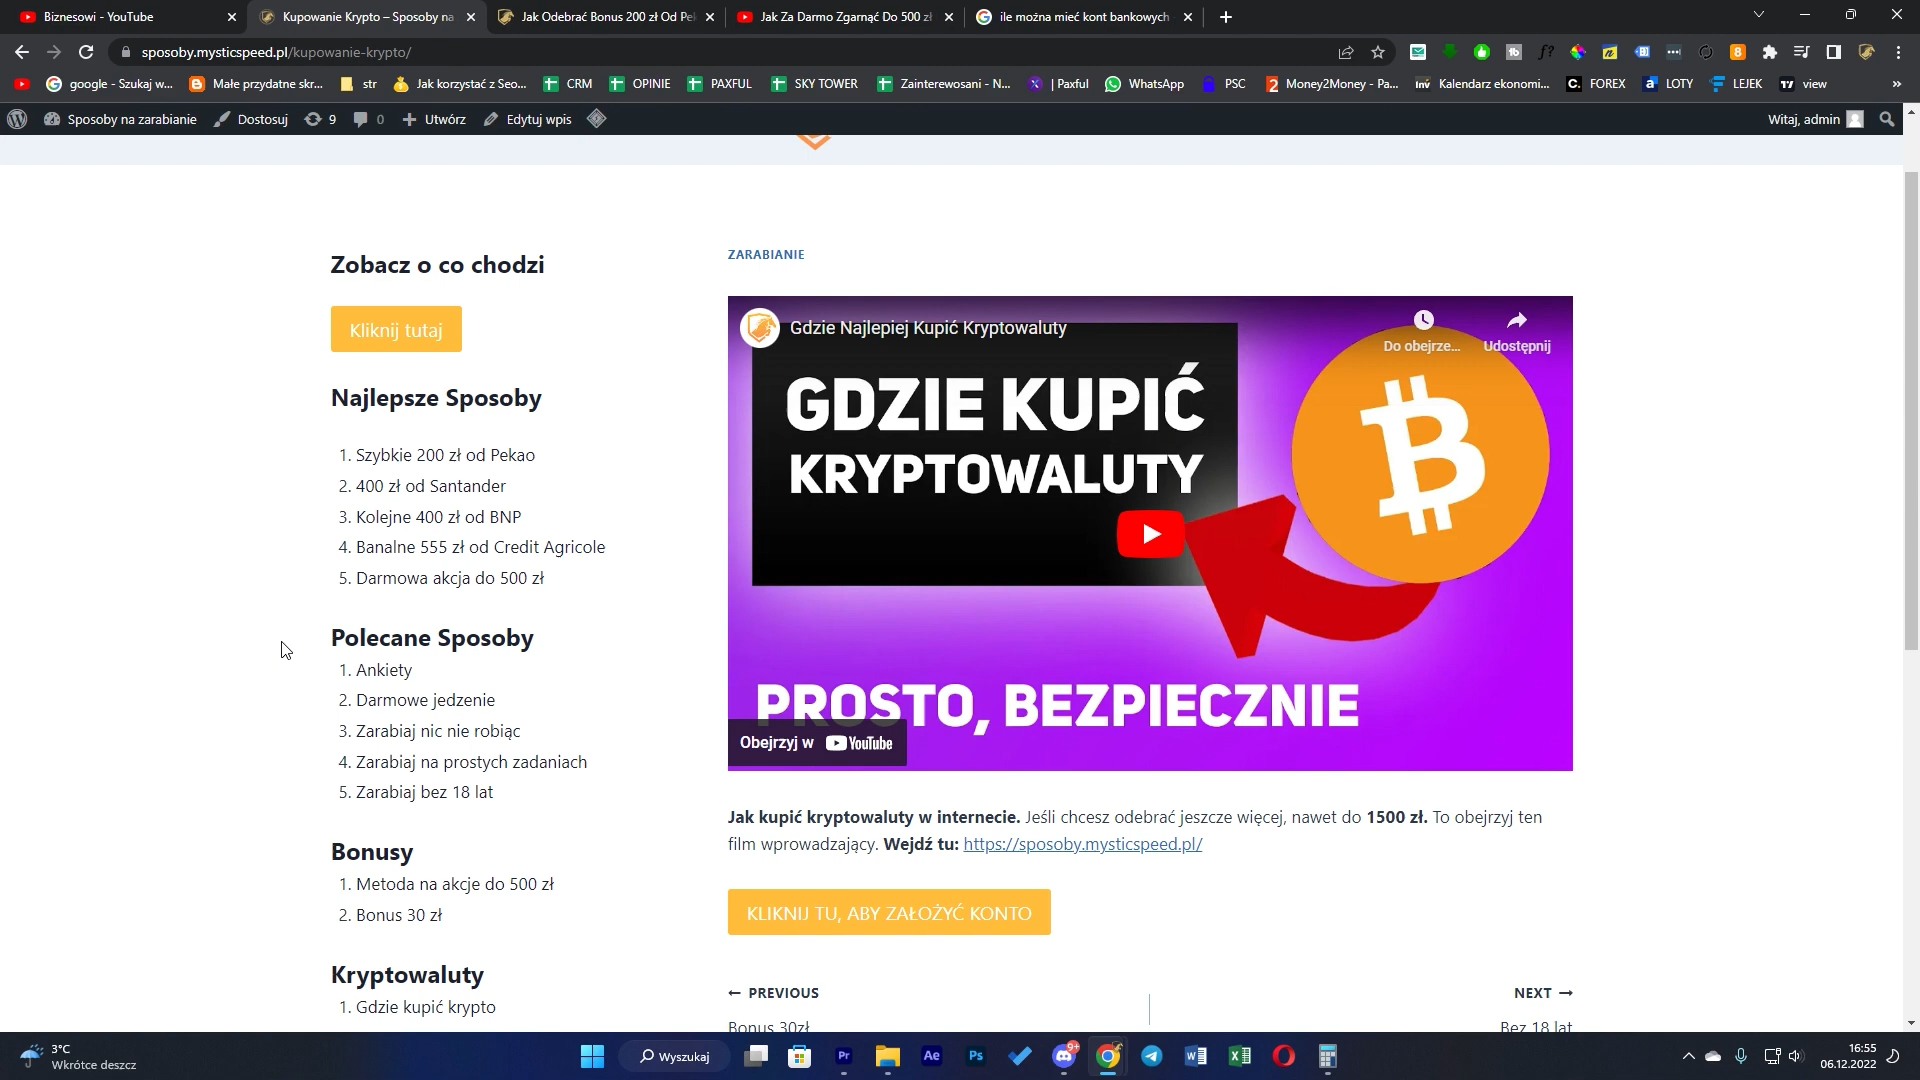 Biznesowi - YouTube
Kupowanie Krypto – Sposoby na
Jak Odebrać Bonus 200 zł Od Pek
Jak Za Darmo Zgarnąć Do 500 zł
ile można mieć kont bankowych
sposoby.mysticspeed.pl/kupowanie-krypto/
google - Szukaj w...
Małe przydatne skr...
str
Jak korzystać z Seo...
CRM
OPINIE
PAXFUL
SKY TOWER
Zainteresowani - N...
| Paxful
WhatsApp
PSC
Money2Money - Pa...
Kalendarz ekonomi...
FOREX
LOTY
LEJEK
view
Sposoby na zarabianie
Dostosuj
9
0
Utwórz
Edytuj wpis
Witaj, admin
Zobacz o co chodzi
Kliknij tutaj
Najlepsze Sposoby
1. Szybkie 200 zł od Pekao
2. 400 zł od Santander
3. Kolejne 400 zł od BNP
4. Banalne 555 zł od Credit Agricole
5. Darmowa akcja do 500 zł
Polecane Sposoby
1. Ankiety
2. Darmowe jedzenie
3. Zarabiaj nic nie robiąc
4. Zarabiaj na prostych zadaniach
5. Zarabiaj bez 18 lat
Bonusy
1. Metoda na akcje do 500 zł
2. Bonus 30 zł
Kryptowaluty
1. Gdzie kupić krypto
ZARABIANIE
Gdzie Najlepiej Kupić Kryptowaluty
Do obejrze...
Udostępnij
GDZIE KUPIĆ
KRYPTOWALUTY
PROSTO, BEZPIECZNIE
Obejrzyj w YouTube
Jak kupić kryptowaluty w internecie. Jeśli chcesz odebrać jeszcze więcej, nawet do 1500 zł. To obejrzyj ten
film wprowadzający. Wejdź tu: https://sposoby.mysticspeed.pl/
KLIKNIJ TU, ABY ZAŁOŻYĆ KONTO
← PREVIOUS
NEXT →
Bonus 30zł
Bez 18 lat
3°C
Wkrótce deszcz
Wyszukaj
Pr
Ae
Ps
9+
16:55
06.12.2022